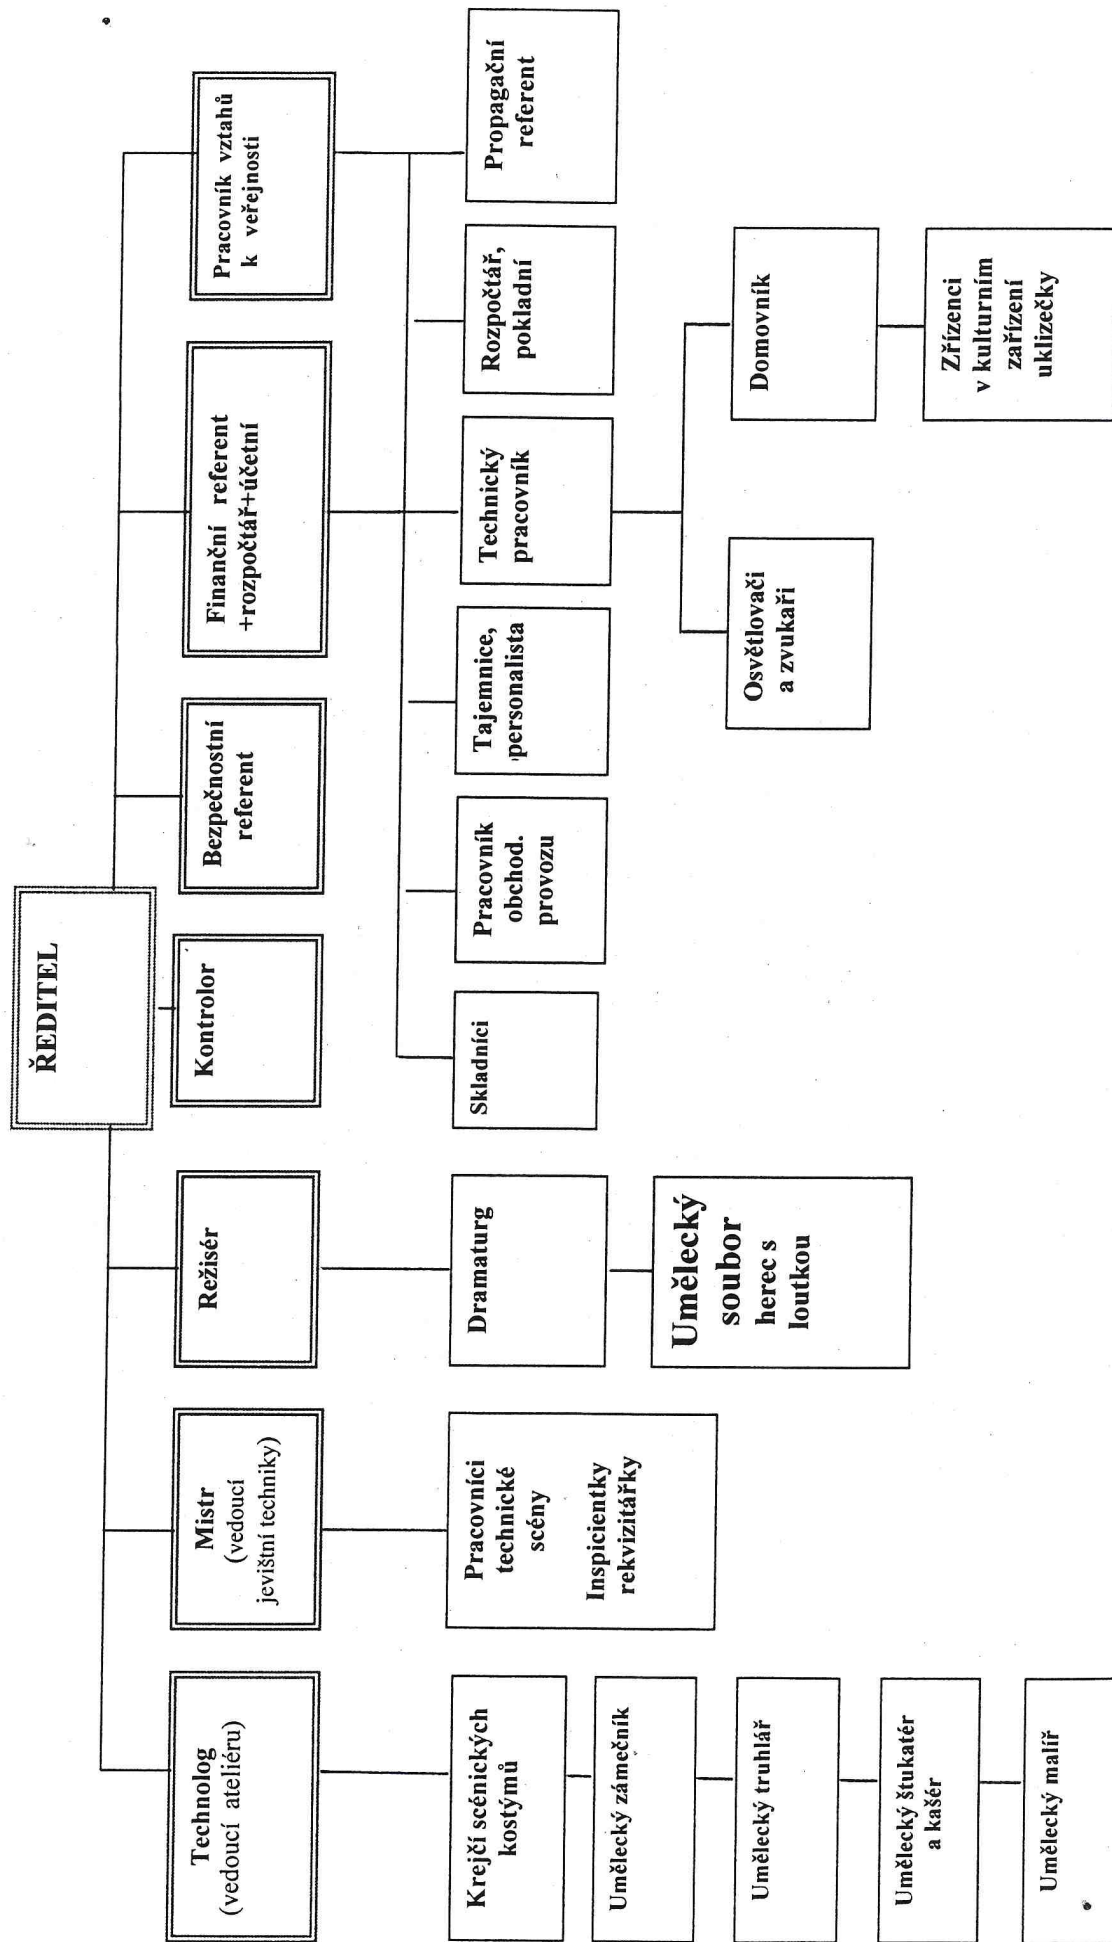 ŘEDITEL
Technolog
(vedoucí ateliéru)
Mistr
(vedoucí
jevištní techniky)
Režisér
Kontrolor
Bezpečnostní
referent
Finanční referent
+rozpočtář+účetní
Pracovník vztahů
k veřejnosti
Krejčí scénických
kostýmů
Pracovníci
technické
scény
Inspicientky
rekvizitářky
Dramaturg
Skladníci
Pracovník
obchod.
provozu
Tajemnice,
personalista
Technický
pracovník
Rozpočtář,
pokladní
Propagační
referent
Umělecký zámečník
Umělecký
soubor
herec s
loutkou
Osvětlovači
a zvukaři
Domovník
Umělecký truhlář
Umělecký štukatér
a kašér
Zřízenci
v kulturním
zařízení
uklizečky
Umělecký malíř